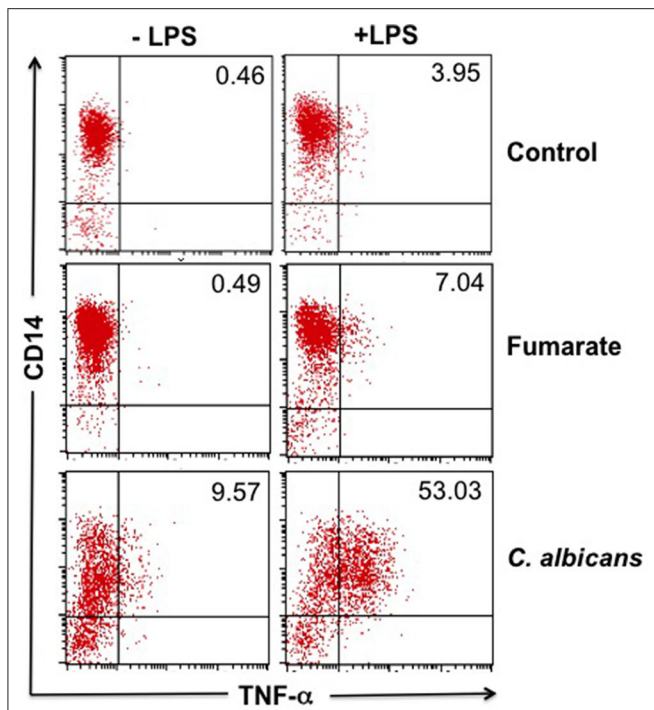 - LPS
+LPS
0.46
3.95
Control
0.49
7.04
Fumarate
CD14
9.57
53.03
C. albicans
TNF-α